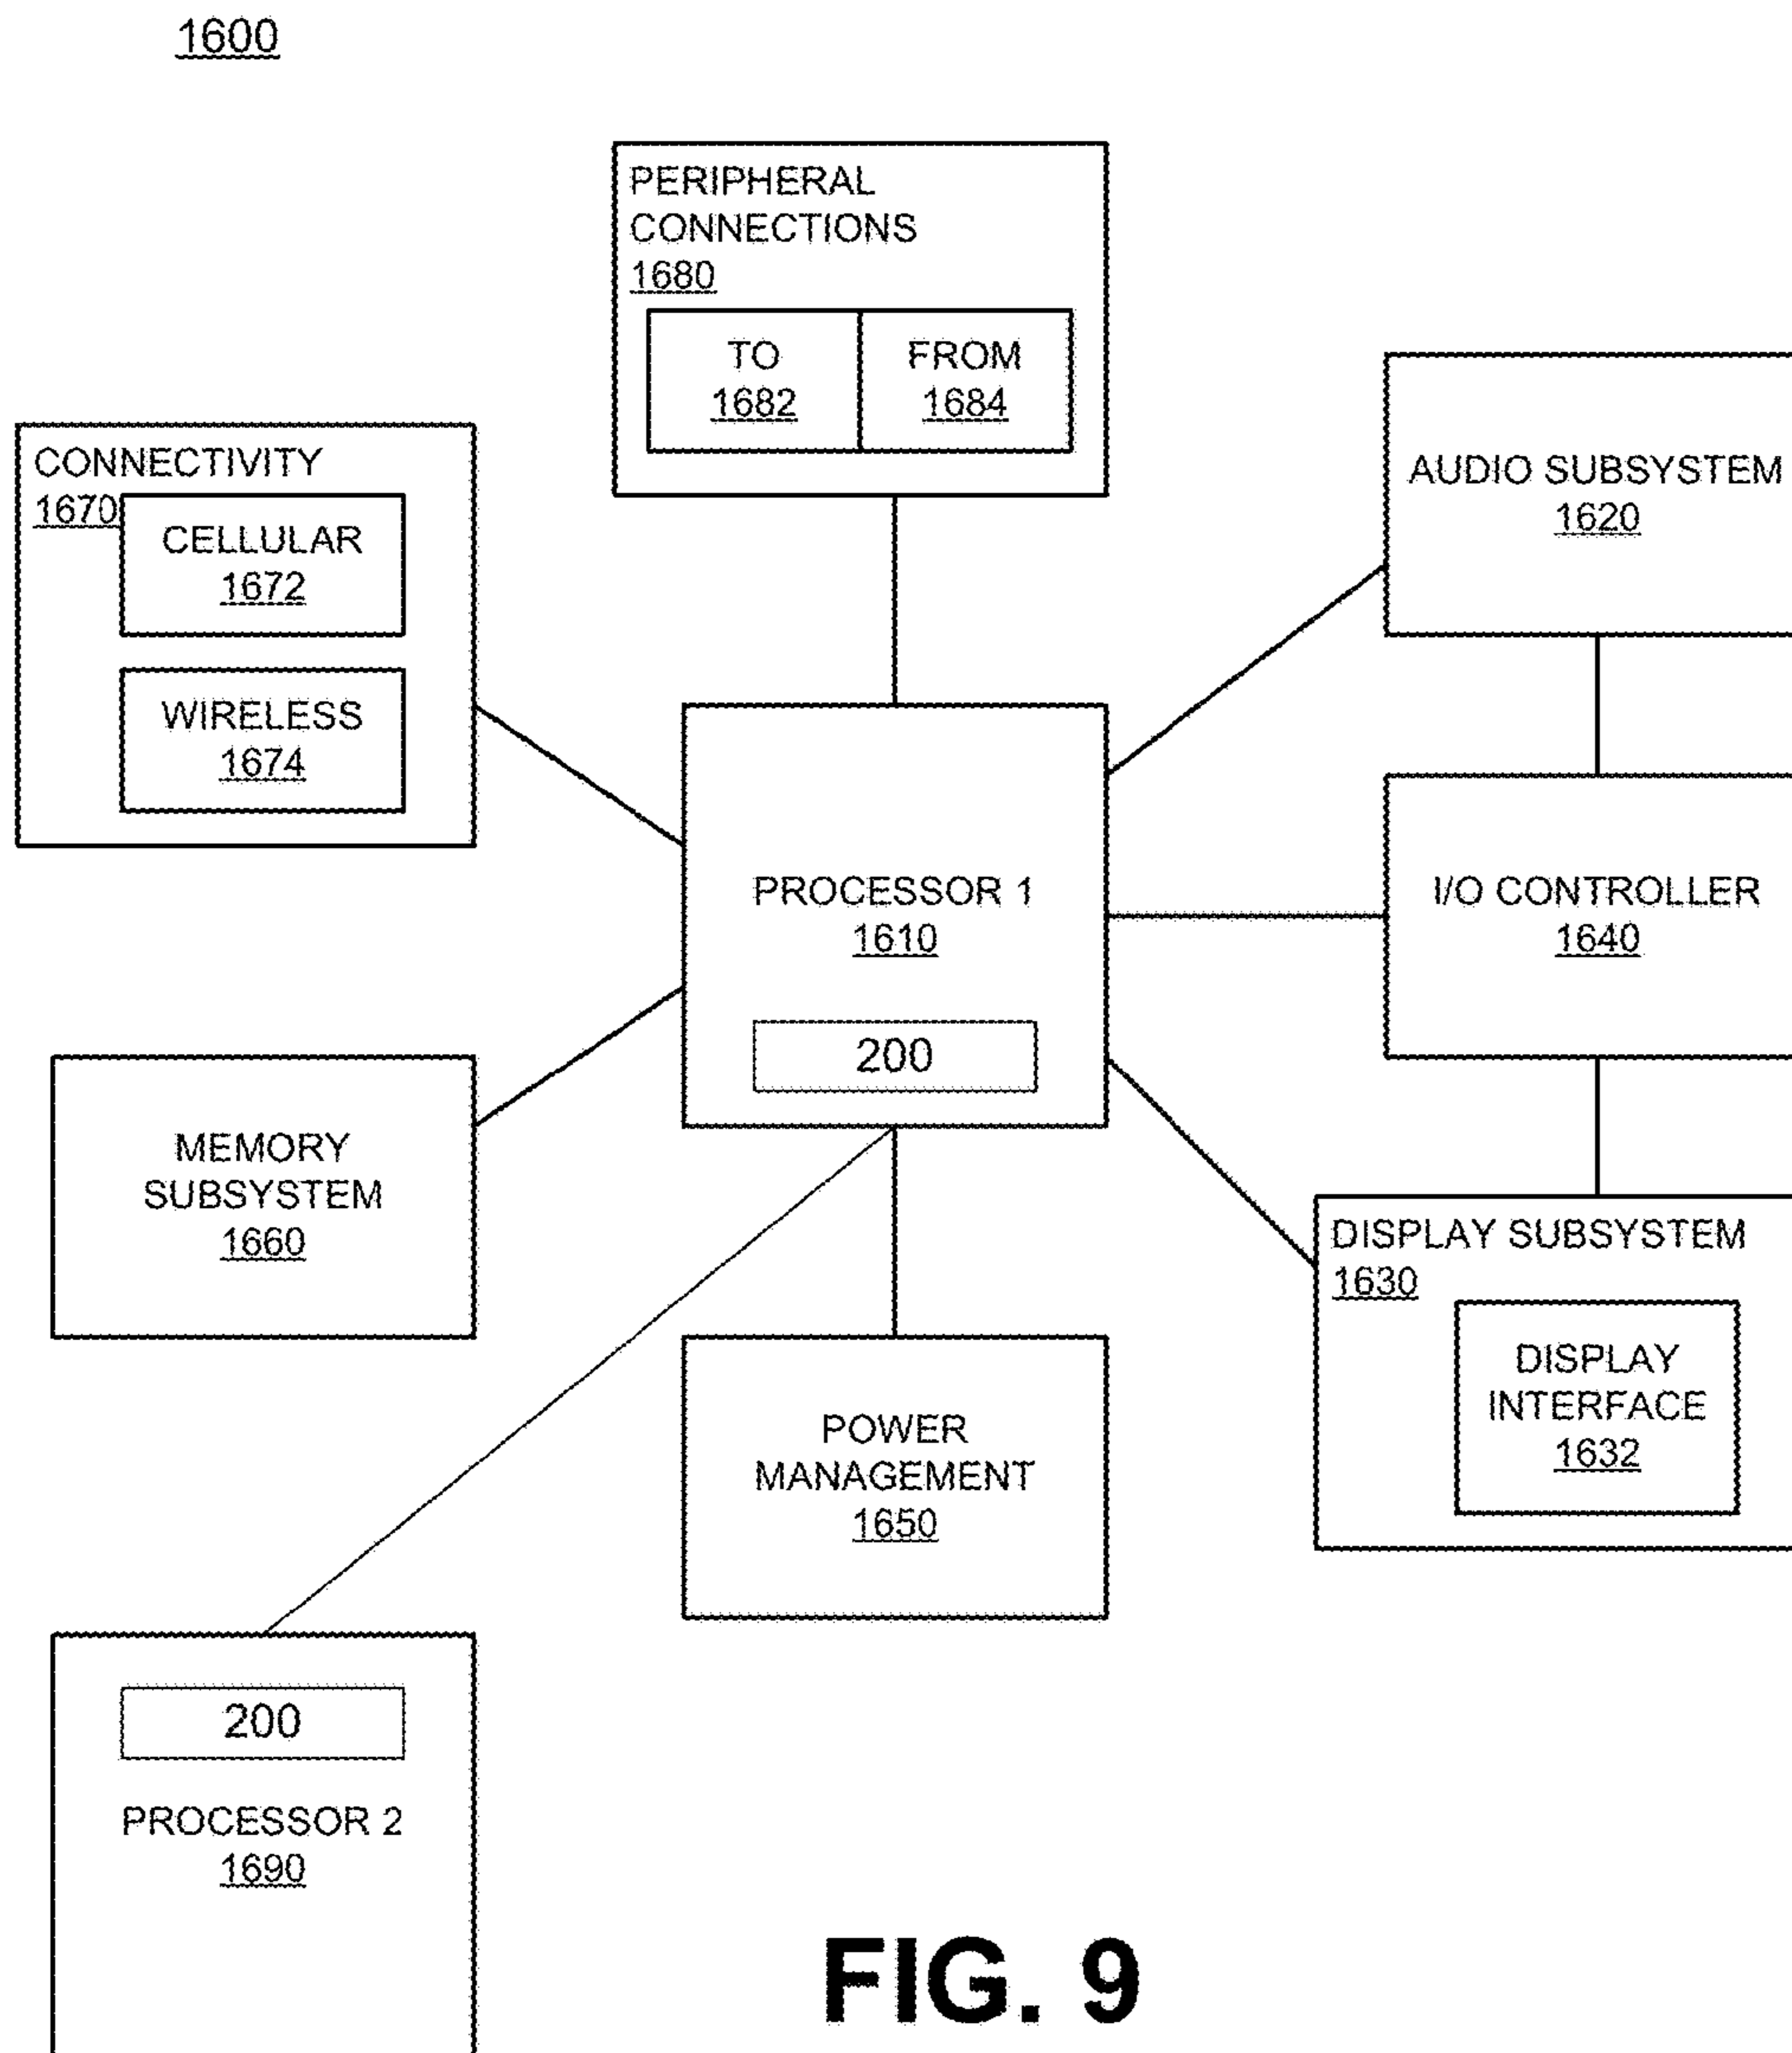 1600
PERIPHERAL
CONNECTIONS
1680
TO
1682
FROM
1684
CONNECTIVITY
1670
CELLULAR
1672
WIRELESS
1674
AUDIO SUBSYSTEM
1620
PROCESSOR 1
1610
200
I/O CONTROLLER
1640
MEMORY
SUBSYSTEM
1660
DISPLAY SUBSYSTEM
1630
DISPLAY
INTERFACE
1632
POWER
MANAGEMENT
1650
200
PROCESSOR 2
1690
FIG. 9